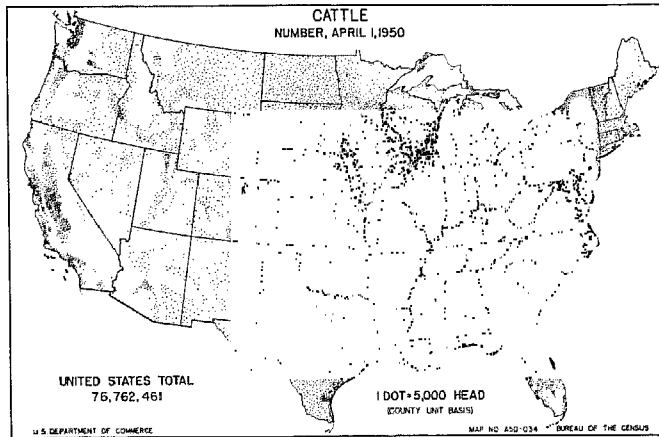 CATTLE
NUMBER, APRIL 1, 1950
UNITED STATES TOTAL
76,762,461
1 DOT=5,000 HEAD
(COUNTY UNIT BASIS)
U S DEPARTMENT OF COMMERCE
MAP NO A50-034 BUREAU OF THE CENSUS